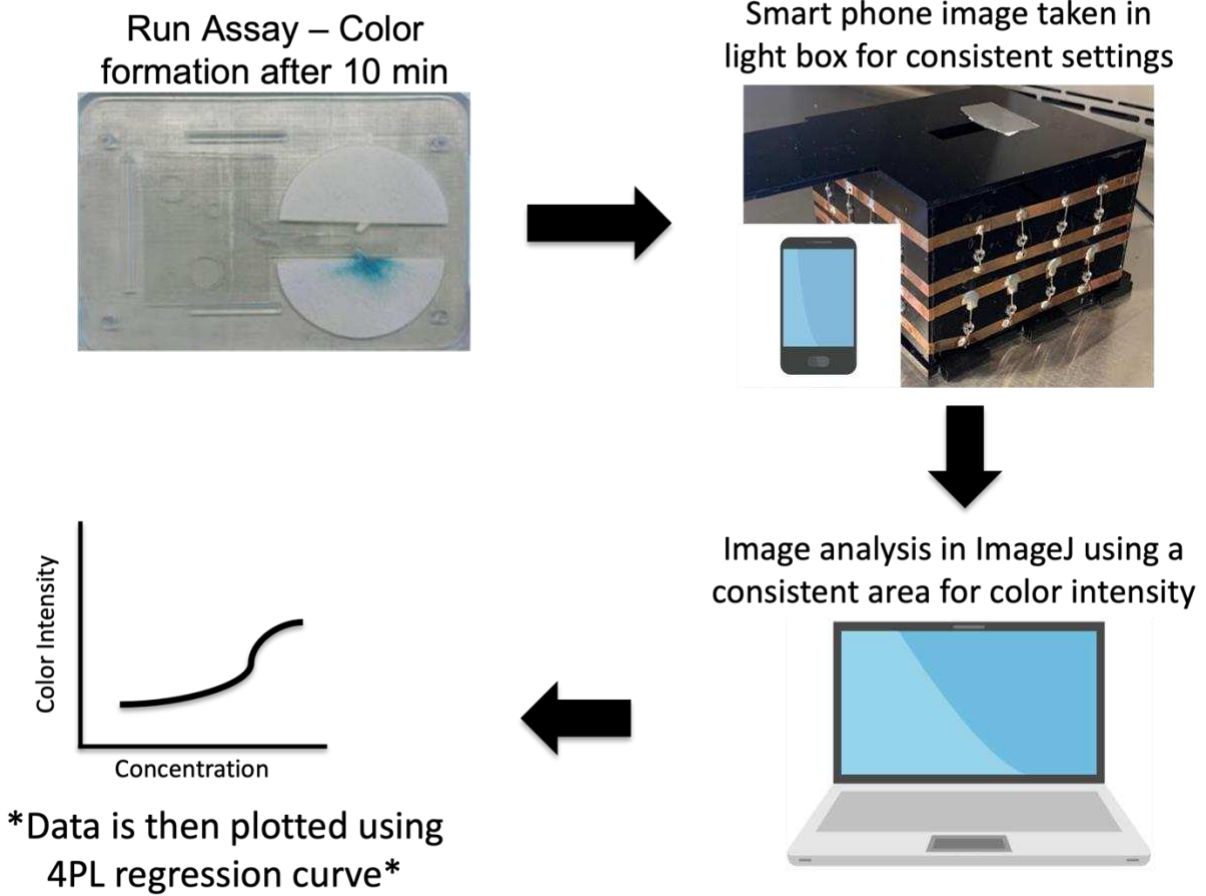 Run Assay – Color
formation after 10 min
Smart phone image taken in
light box for consistent settings
Image analysis in ImageJ using a
consistent area for color intensity
Color Intensity
Concentration
*Data is then plotted using
4PL regression curve*